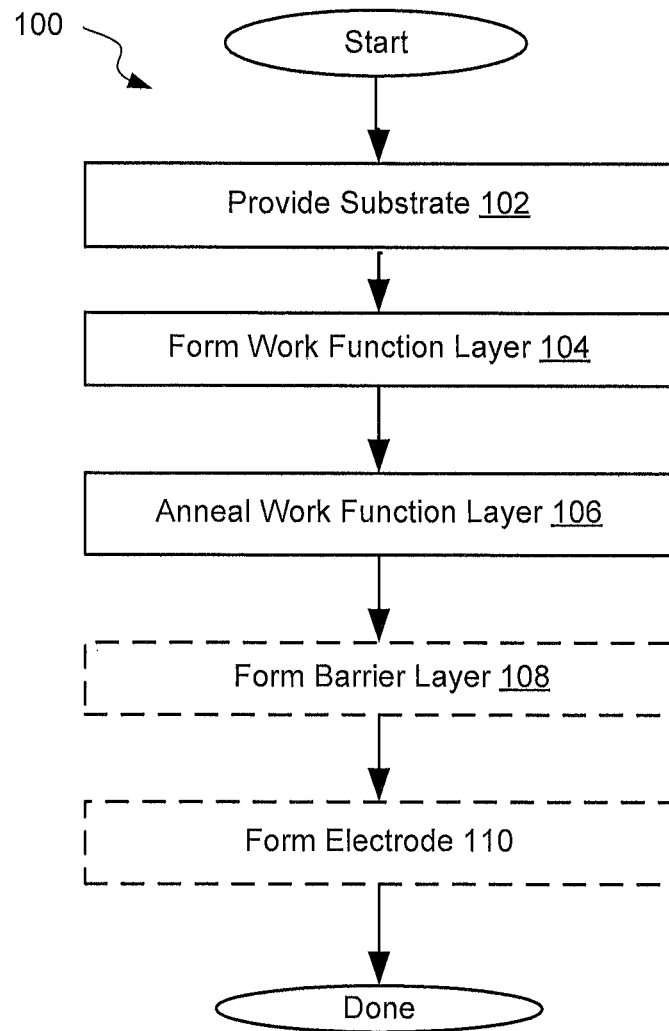 100
Start
Provide Substrate 102
Form Work Function Layer 104
Anneal Work Function Layer 106
Form Barrier Layer 108
Form Electrode 110
Done